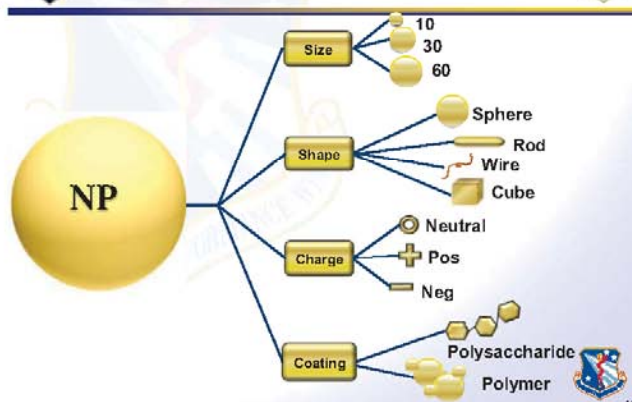 NP
Size
10
30
60
Shape
Sphere
Rod
Wire
Cube
Charge
Neutral
Pos
Neg
Coating
Polysaccharide
Polymer